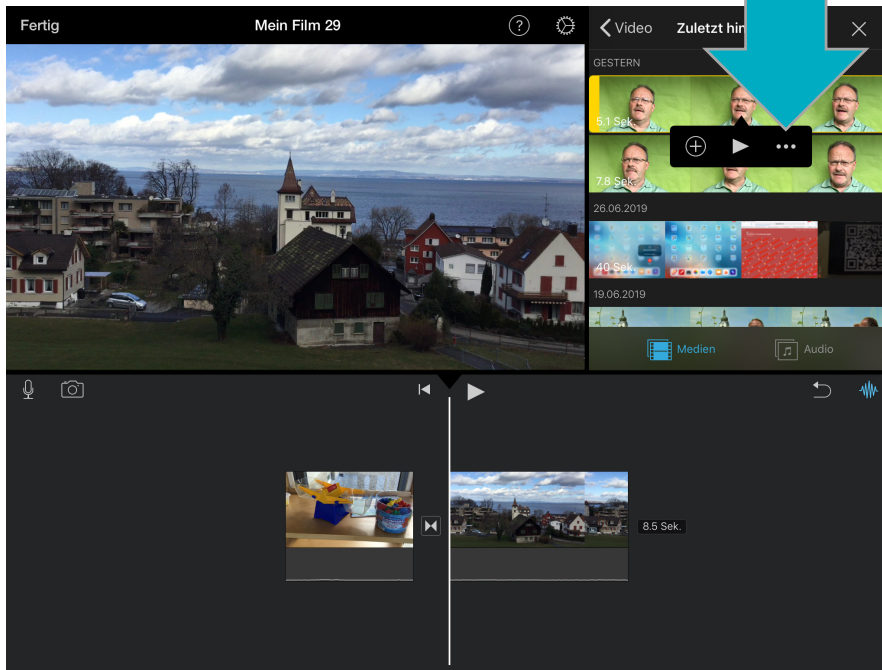 Fertig
Mein Film 29
?
Video
Zuletzt hin
GESTERN
5.1 Sek.
7.8 Sek.
26.06.2019
40 Sek.
19.06.2019
Medien
Audio
8.5 Sek.